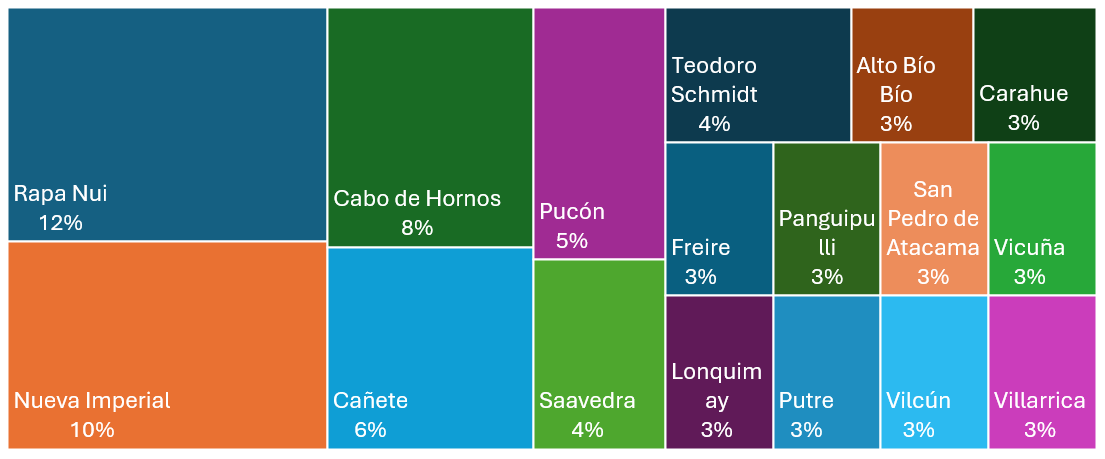 Rapa Nui
12%
Nueva Imperial
10%
Cabo de Hornos
8%
Cañete
6%
Pucón
5%
Saavedra
4%
Teodoro
Schmidt
4%
Alto Bío
Bío
3%
Carahue
3%
Freire
3%
Panguipu
lli
3%
San
Pedro de
Atacama
3%
Vicuña
3%
Lonquim
ay
3%
Putre
3%
Vilcún
3%
Villarrica
3%